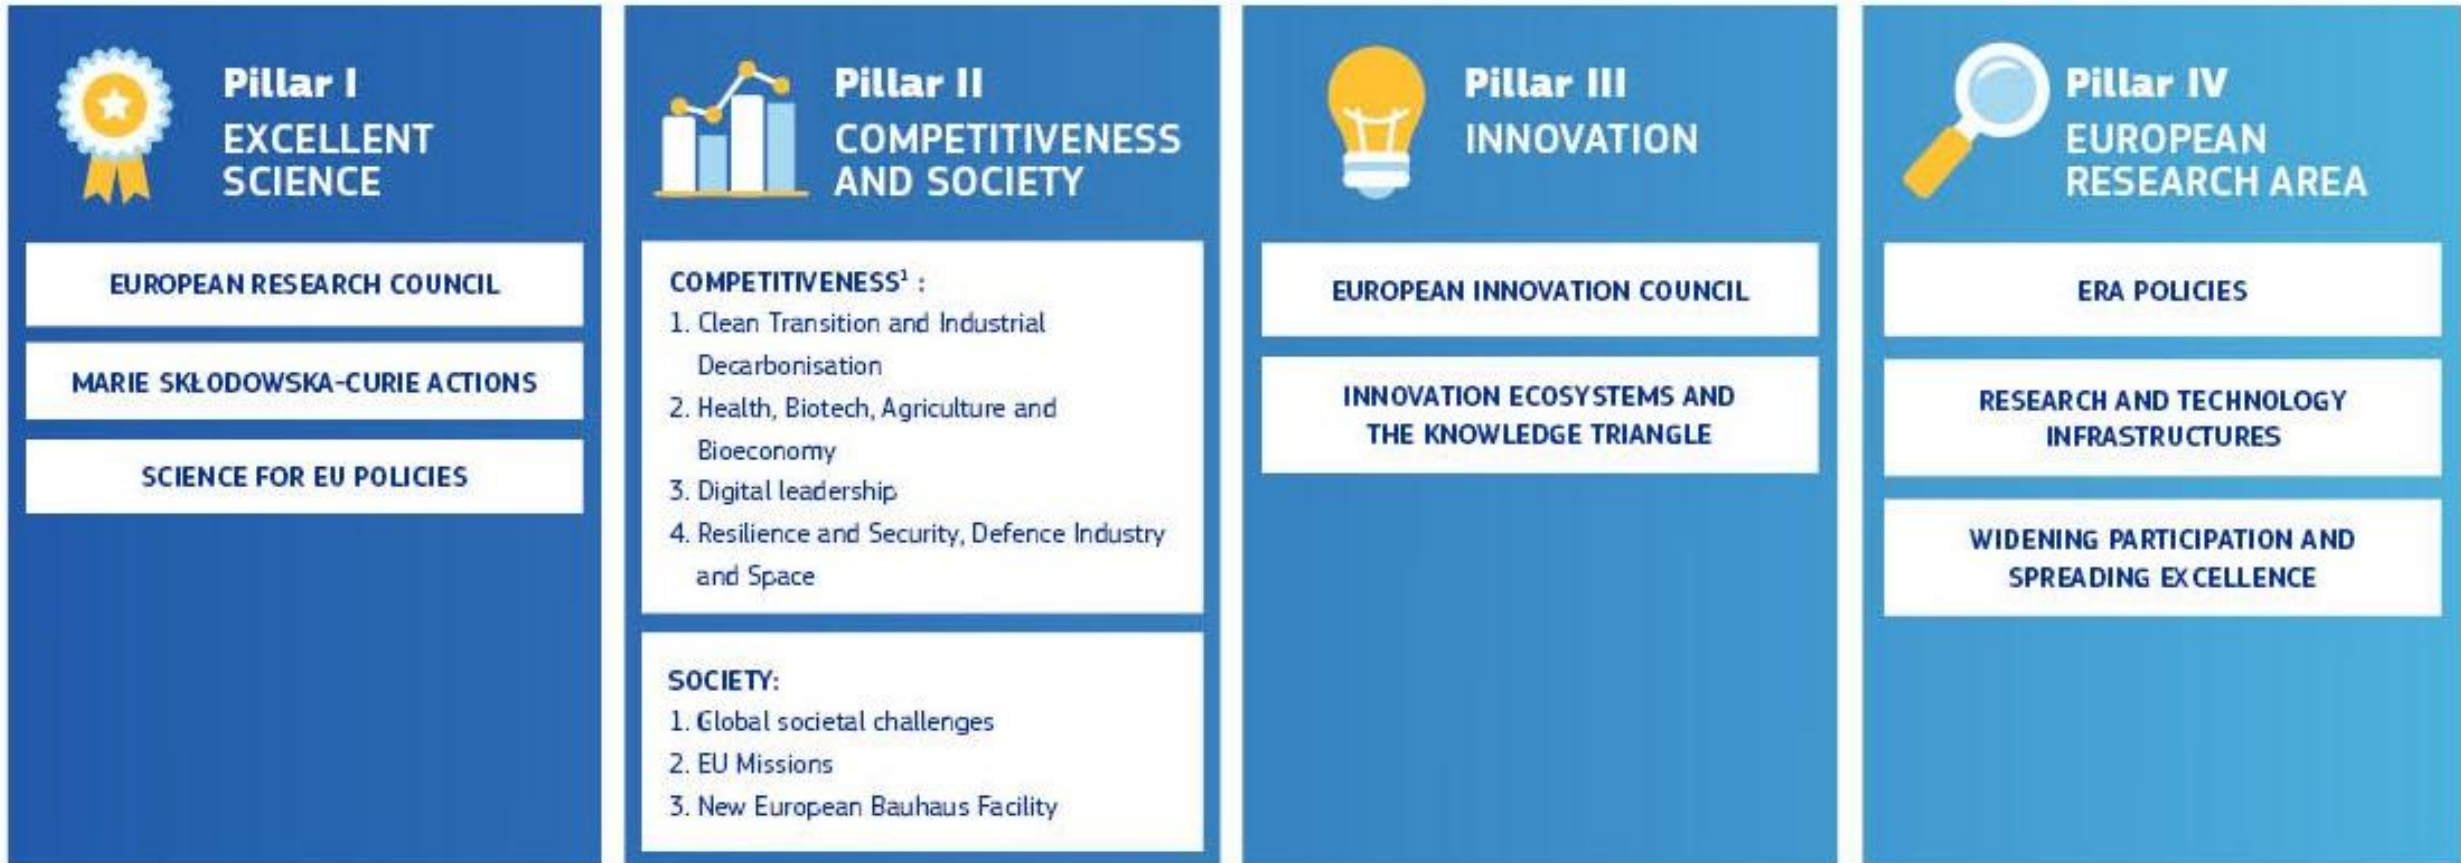 Pillar I
EXCELLENT
SCIENCE
EUROPEAN RESEARCH COUNCIL
MARIE SKŁODOWSKA-CURIE ACTIONS
SCIENCE FOR EU POLICIES
Pillar II
COMPETITIVENESS
AND SOCIETY
COMPETITIVENESS¹ :
1. Clean Transition and Industrial
Decarbonisation
2. Health, Biotech, Agriculture and
Bioeconomy
3. Digital leadership
4. Resilience and Security, Defence Industry
and Space
SOCIETY:
1. Global societal challenges
2. EU Missions
3. New European Bauhaus Facility
Pillar III
INNOVATION
EUROPEAN INNOVATION COUNCIL
INNOVATION ECOSYSTEMS AND
THE KNOWLEDGE TRIANGLE
Pillar IV
EUROPEAN
RESEARCH AREA
ERA POLICIES
RESEARCH AND TECHNOLOGY
INFRASTRUCTURES
WIDENING PARTICIPATION AND
SPREADING EXCELLENCE